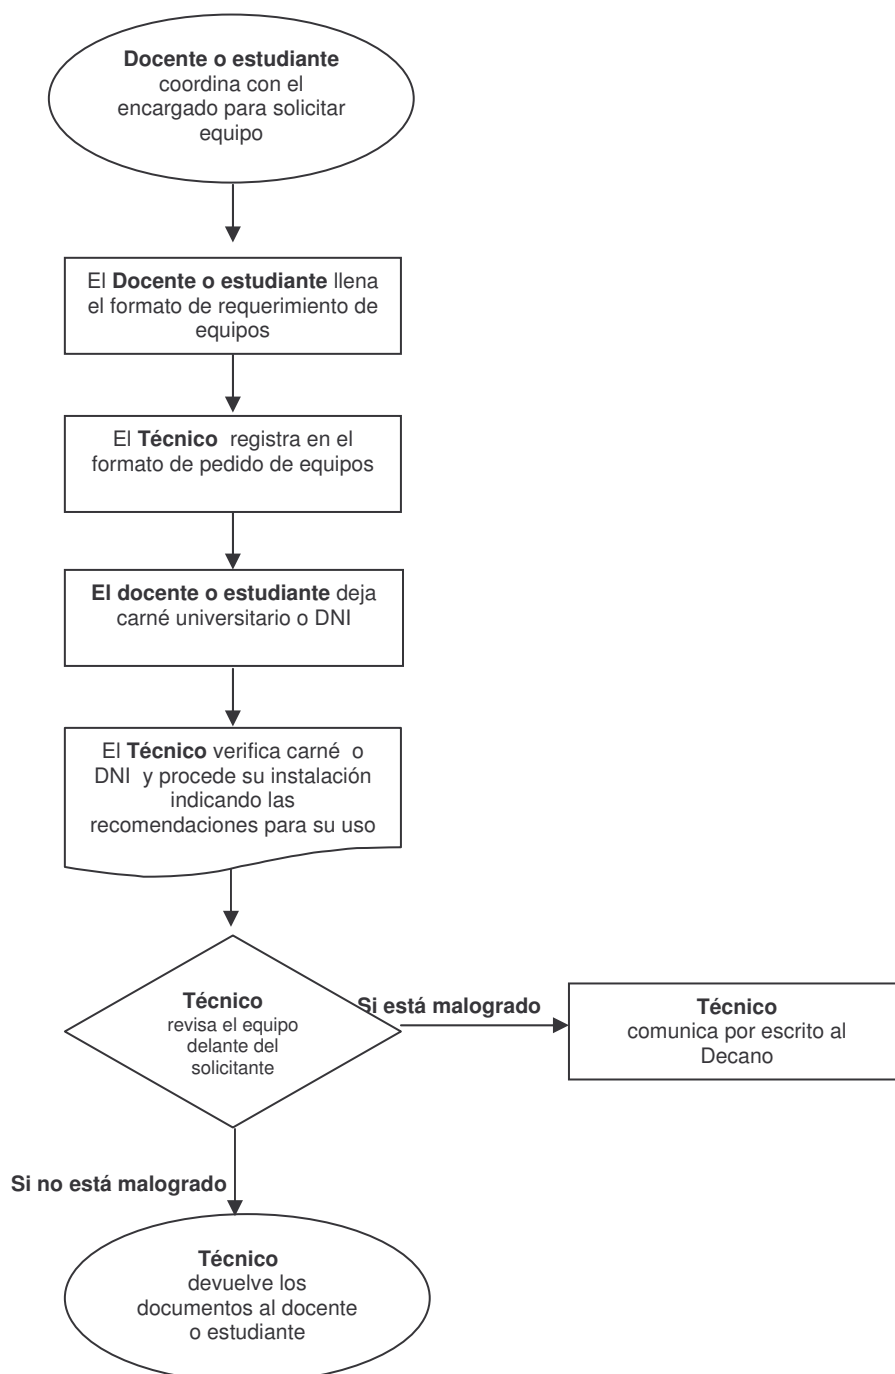 Docente o estudiante
coordina con el
encargado para solicitar
equipo
El Docente o estudiante llena
el formato de requerimiento de
equipos
El Técnico registra en el
formato de pedido de equipos
El docente o estudiante deja
carné universitario o DNI
El Técnico verifica carné o
DNI y procede su instalación
indicando las
recomendaciones para su uso
Técnico
revisa el equipo
delante del
solicitante
Si está malogrado
Técnico
comunica por escrito al
Decano
Si no está malogrado
Técnico
devuelve los
documentos al docente
o estudiante